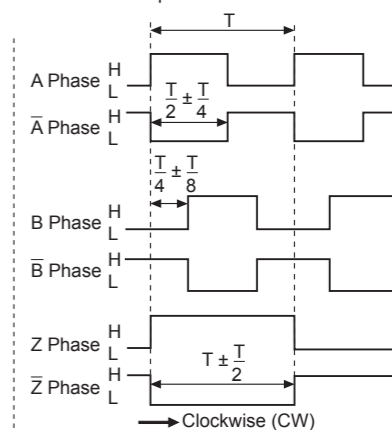 T
A Phase H
L
T/2 ± T/4
A̅ Phase H
L
T/4 ± T/8
B Phase H
L
B̅ Phase H
L
Z Phase H
L
T ± T/2
Z̅ Phase H
L
Clockwise (CW)